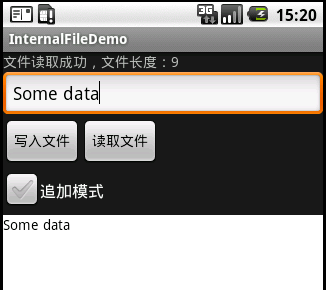 3G 15:20
InternalFileDemo
文件读取成功，文件长度：9
Some data
写入文件 读取文件
追加模式
Some data